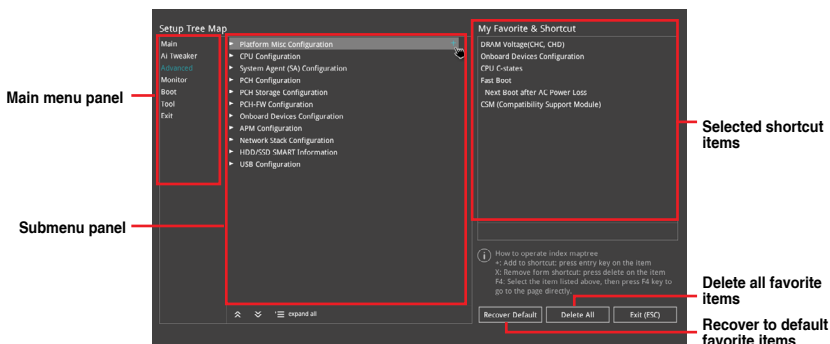 Setup Tree Map
Main
Ai Tweaker
Advanced
Monitor
Boot
Tool
Exit
Platform Misc Configuration
CPU Configuration
System Agent (SA) Configuration
PCH Configuration
PCH Storage Configuration
PCH-FW Configuration
Onboard Devices Configuration
APM Configuration
Network Stack Configuration
HDD/SSD SMART Information
USB Configuration
expand all
My Favorite & Shortcut
DRAM Voltage(CHC, CHD)
Onboard Devices Configuration
CPU C-states
Fast Boot
Next Boot after AC Power Loss
CSM (Compatibility Support Module)
How to operate index maptree
+: Add to shortcut: press entry key on the item
X: Remove form shortcut: press delete on the item
F4: Select the item listed above, then press F4 key to
go to the page directly.
Recover Default
Delete All
Exit (ESC)
Main menu panel
Submenu panel
Selected shortcut
items
Delete all favorite
items
Recover to default
favorite items